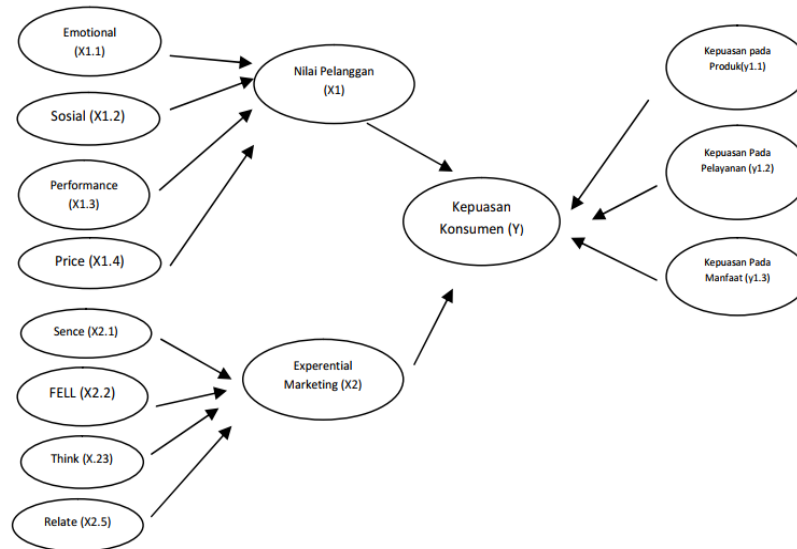 Emotional
(X1.1)
Sosial (X1.2)
Performance
(X1.3)
Price (X1.4)
Sence (X2.1)
FELL (X2.2)
Think (X.23)
Relate (X2.5)
Nilai Pelanggan
(X1)
Experential
Marketing (X2)
Kepuasan
Konsumen (Y)
Kepuasan pada
Produk(y1.1)
Kepuasan Pada
Pelayanan (y1.2)
Kepuasan Pada
Manfaat (y1.3)